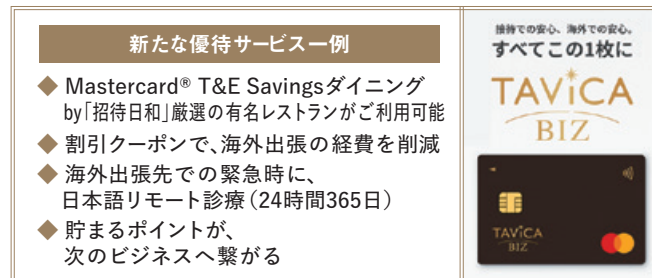 新たな優待サービス一例
◆ Mastercard® T&E Savingsダイニング
by「招待日和」厳選の有名レストランがご利用可能
◆ 割引クーポンで、海外出張の経費を削減
◆ 海外出張先での緊急時に、
日本語リモート診療（24時間365日）
◆ 貯まるポイントが、
次のビジネスへ繋がる
接待での安心、海外での安心。
すべてこの1枚に
TAViCA
BIZ
TAViCA
BIZ